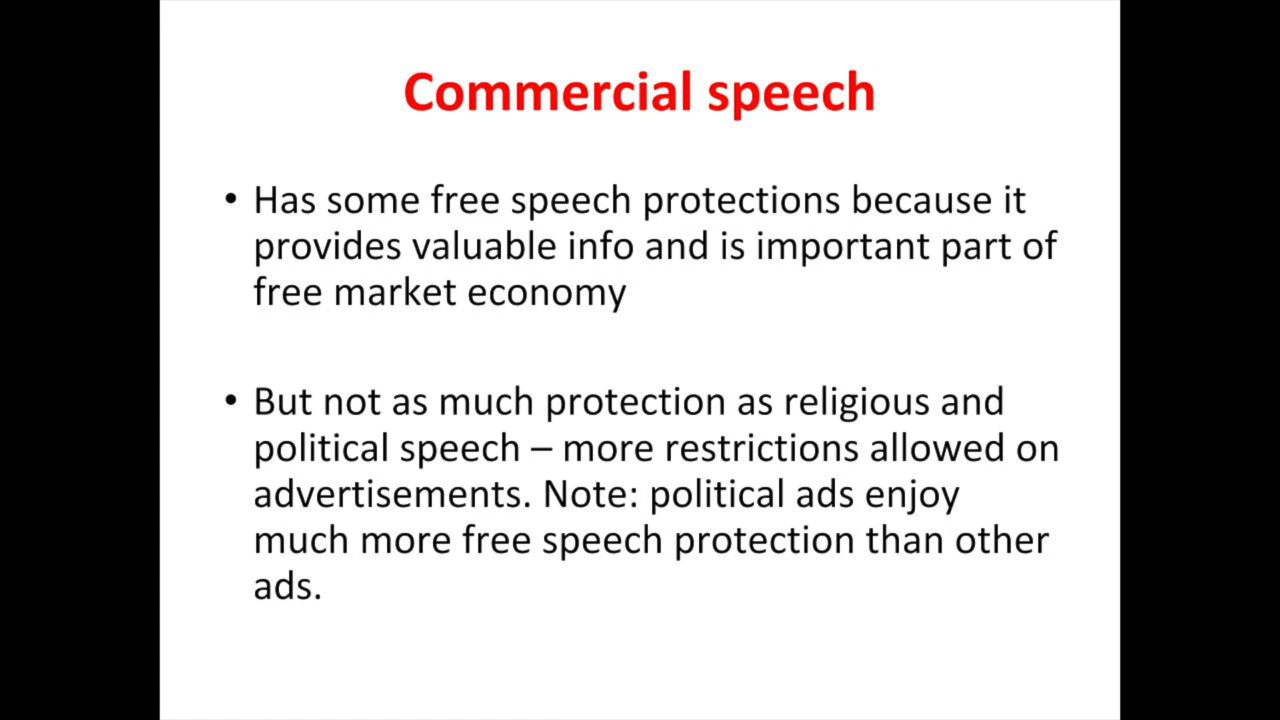 Commercial speech
• Has some free speech protections because it
provides valuable info and is important part of
free market economy
• But not as much protection as religious and
political speech – more restrictions allowed on
advertisements. Note: political ads enjoy
much more free speech protection than other
ads.